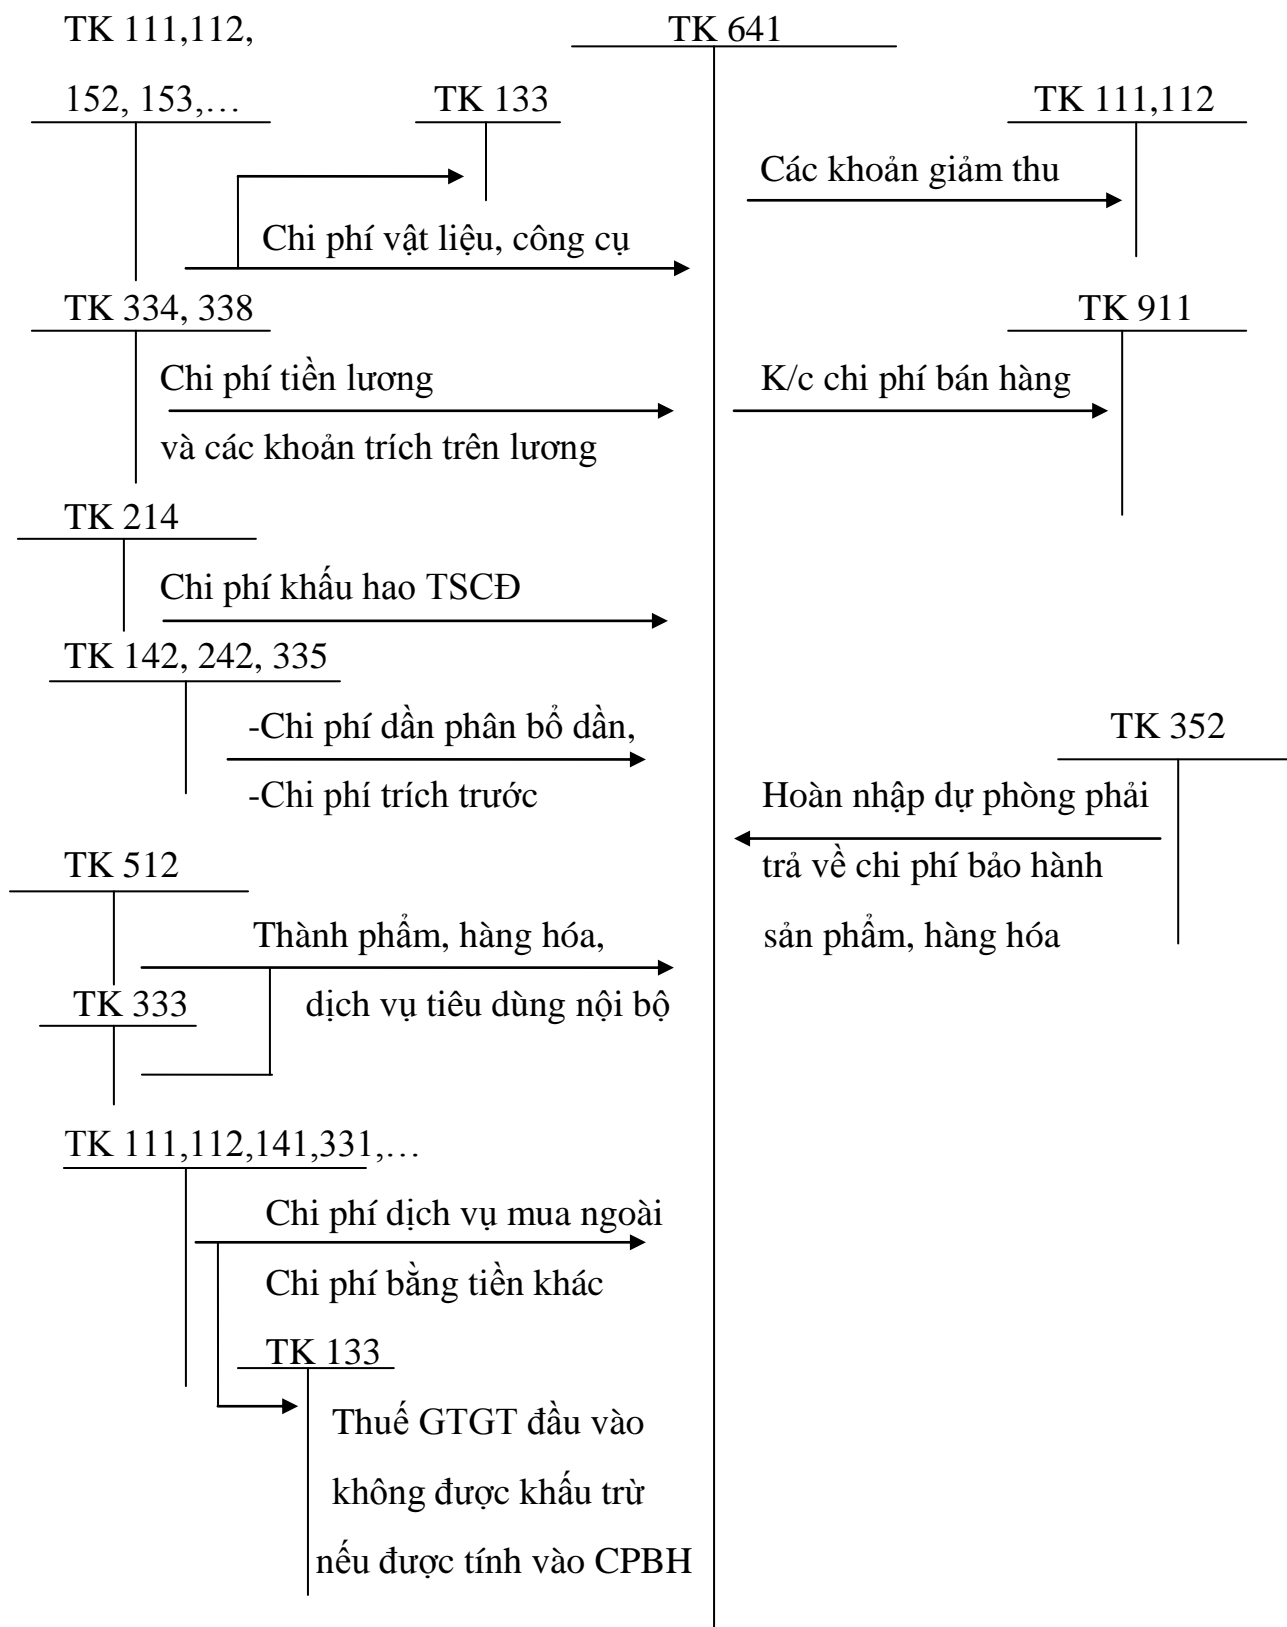 TK 111,112,
TK 641
152, 153,…
TK 133
TK 111,112
Các khoản giảm thu
Chi phí vật liệu, công cụ
TK 334, 338
TK 911
Chi phí tiền lương
K/c chi phí bán hàng
và các khoản trích trên lương
TK 214
Chi phí khấu hao TSCĐ
TK 142, 242, 335
-Chi phí dần phân bổ dần,
TK 352
-Chi phí trích trước
Hoàn nhập dự phòng phải
TK 512
trả về chi phí bảo hành
Thành phẩm, hàng hóa,
sản phẩm, hàng hóa
TK 333
dịch vụ tiêu dùng nội bộ
TK 111,112,141,331,…
Chi phí dịch vụ mua ngoài
Chi phí bằng tiền khác
TK 133
Thuế GTGT đầu vào
không được khấu trừ
nếu được tính vào CPBH